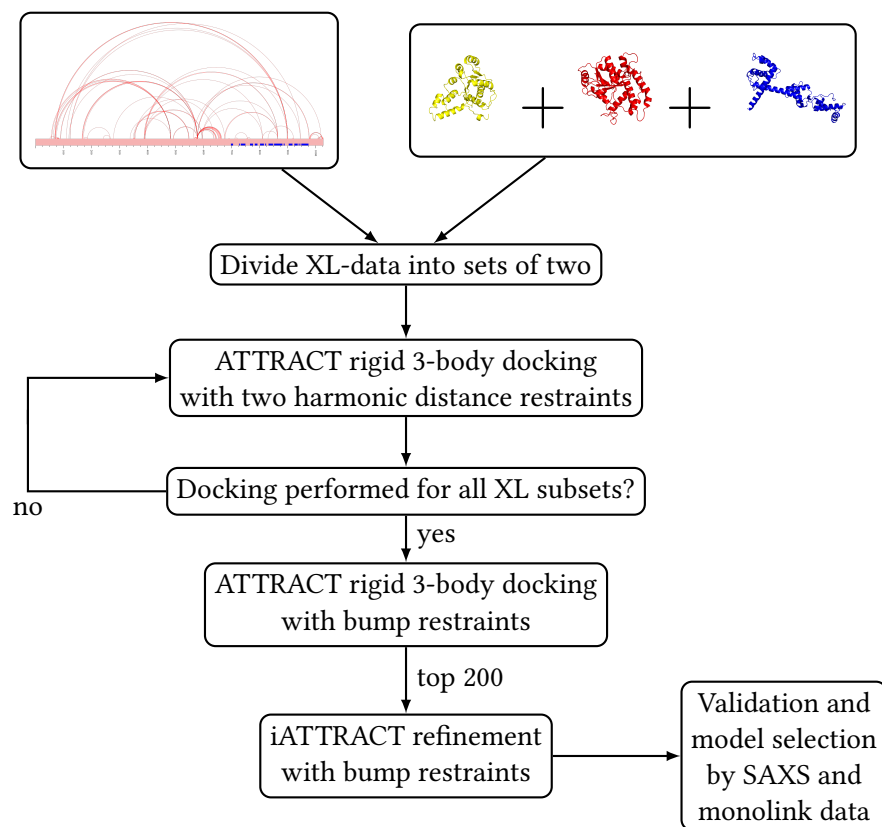 Divide XL-data into sets of two
ATTRACT rigid 3-body docking
with two harmonic distance restraints
Docking performed for all XL subsets?
no
yes
ATTRACT rigid 3-body docking
with bump restraints
top 200
iATTRACT refinement
with bump restraints
Validation and
model selection
by SAXS and
monolink data